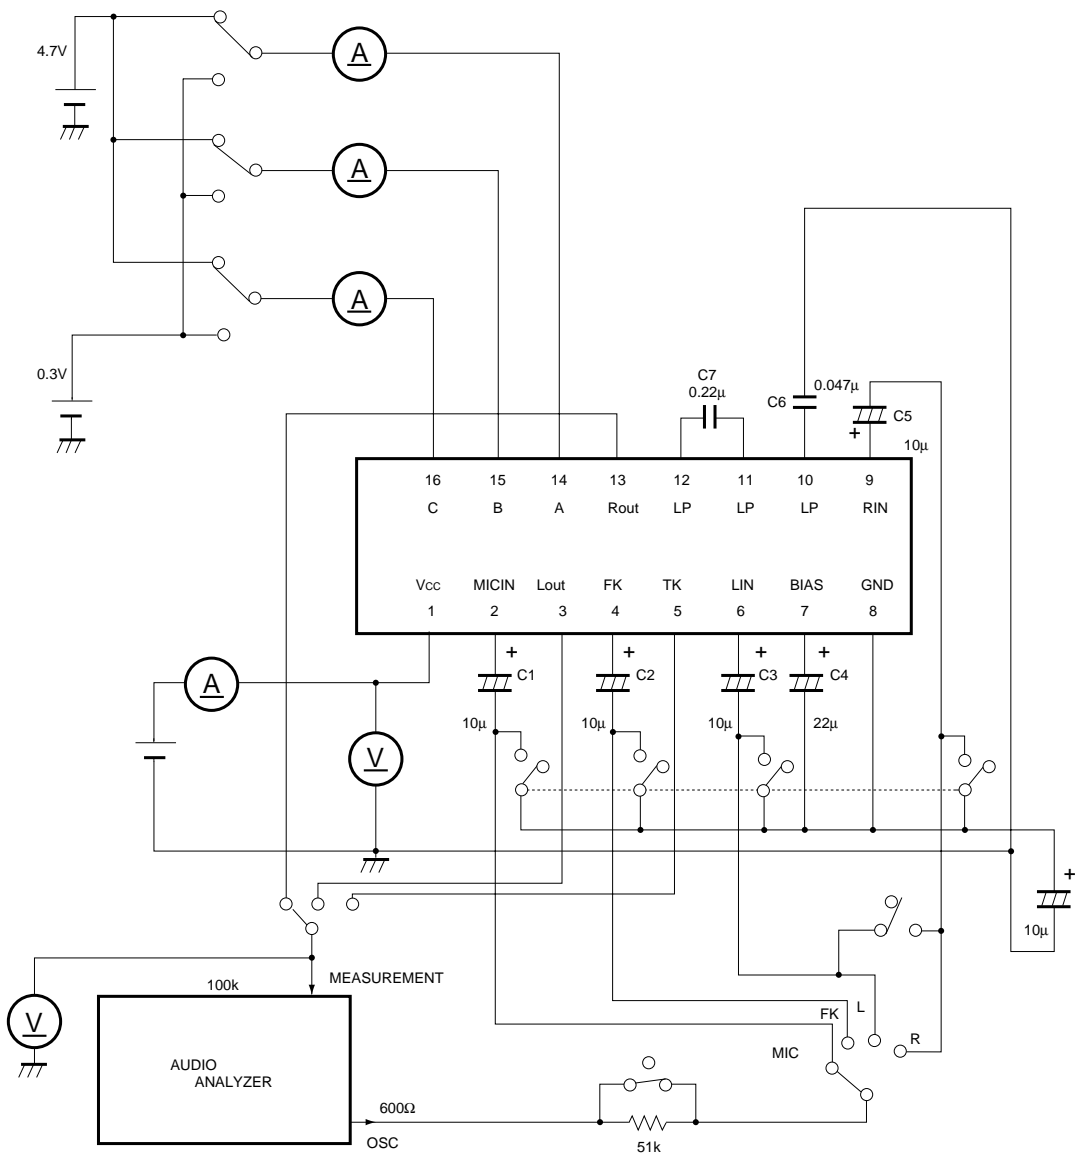 4.7V
A
A
A
0.3V
C7
0.22μ
C6
0.047μ
+
C5
10μ
16 15 14 13 12 11 10 9
C B A Rout LP LP LP RIN
Vcc MICIN Lout FK TK LIN BIAS GND
1 2 3 4 5 6 7 8
+ + + +
C1 C2 C3 C4
10μ 10μ 10μ 22μ
A
V
+
10μ
MEASUREMENT
100k
V
AUDIO
ANALYZER
600Ω
OSC
51k
MIC
FK
L
R